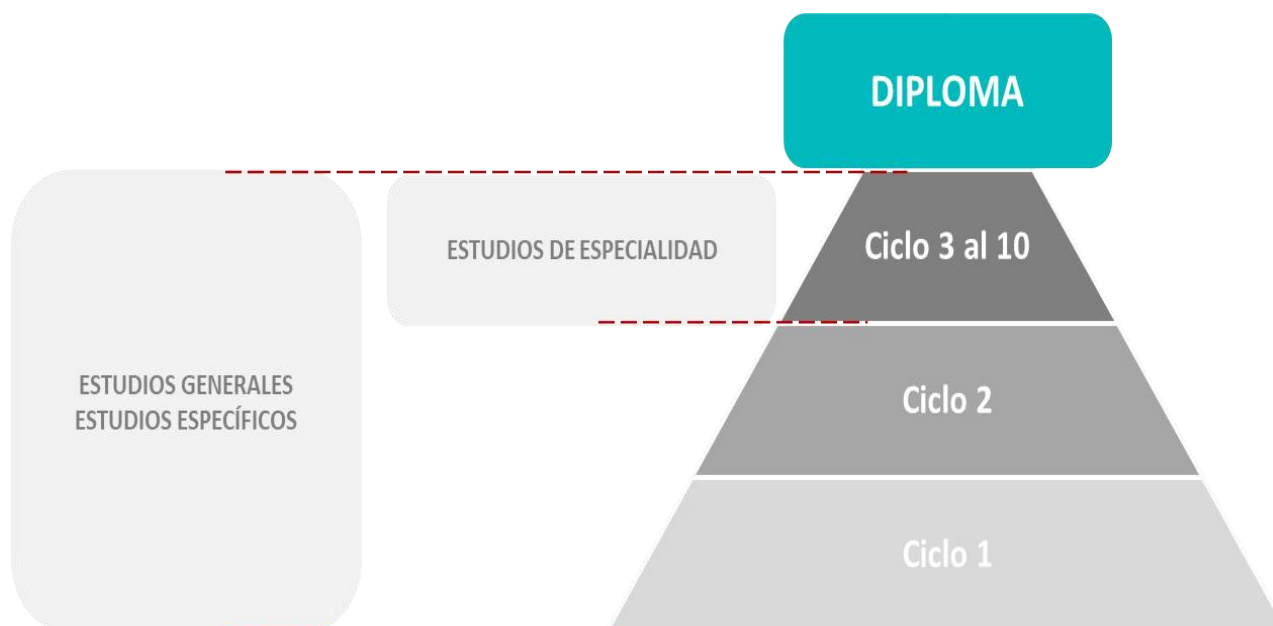 DIPLOMA
ESTUDIOS DE ESPECIALIDAD
Ciclo 3 al 10
ESTUDIOS GENERALES
ESTUDIOS ESPECÍFICOS
Ciclo 2
Ciclo 1